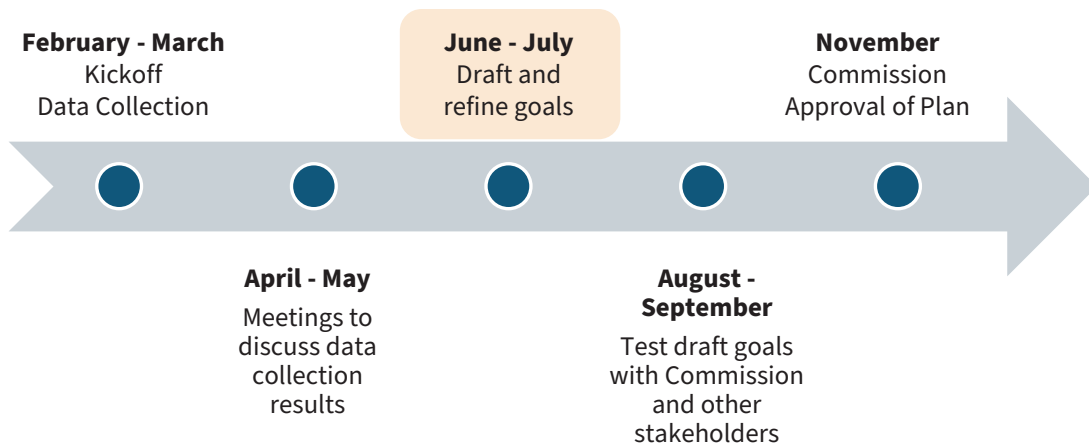 February - March
Kickoff
Data Collection
June - July
Draft and
refine goals
November
Commission
Approval of Plan
April - May
Meetings to
discuss data
collection
results
August -
September
Test draft goals
with Commission
and other
stakeholders